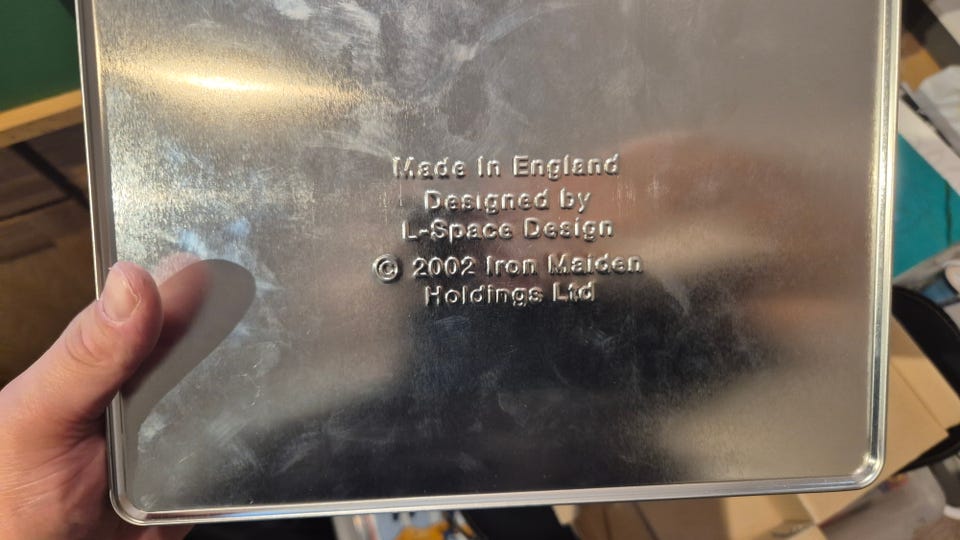 Made In England
Designed by
L-Space Design
© 2002 Iron Maiden
Holdings Ltd